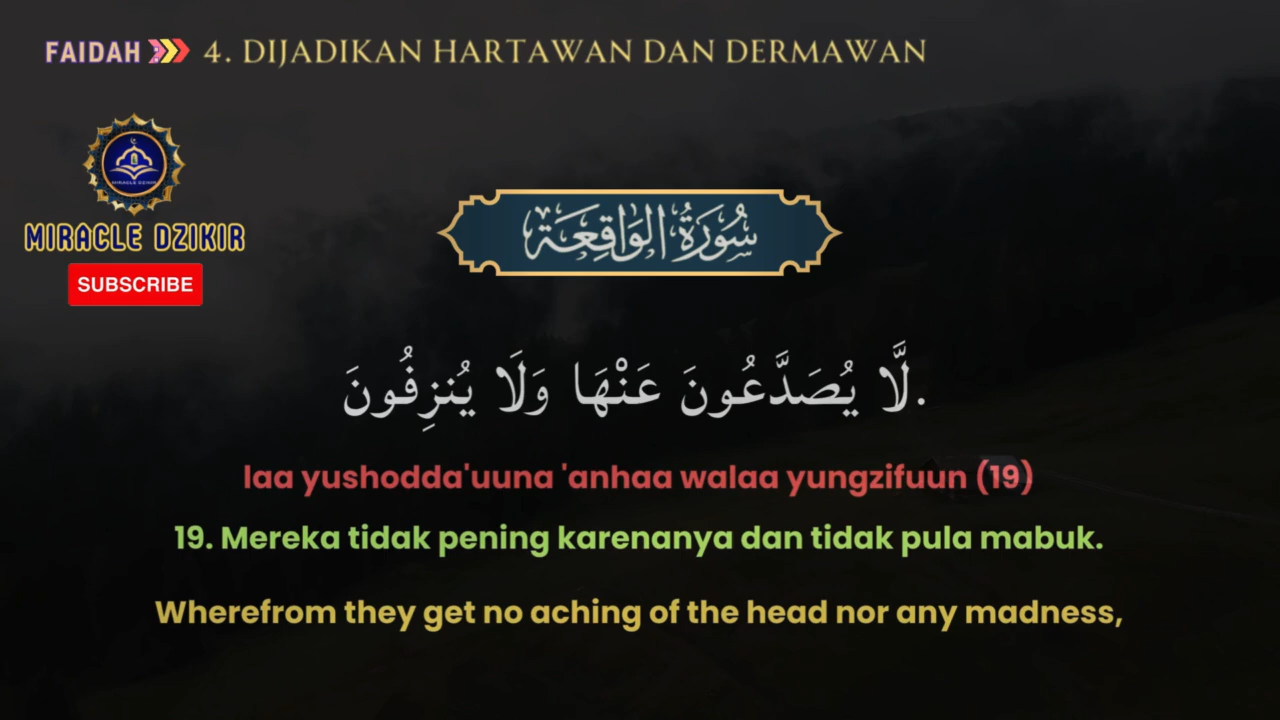 FAIDAH 4. DIJADIKAN HARTAWAN DAN DERMAWAN
MIRACLE DZIKIR
MIRACLE DZIKIR
SUBSCRIBE
سُورَةُ الوَاقِعَة
لَّا يُصَدَّعُونَ عَنْهَا وَلَا يُنزِفُونَ.
laa yushodda'uuna 'anhaa walaa yungzifuun (19)
19. Mereka tidak pening karenanya dan tidak pula mabuk.
Wherefrom they get no aching of the head nor any madness,